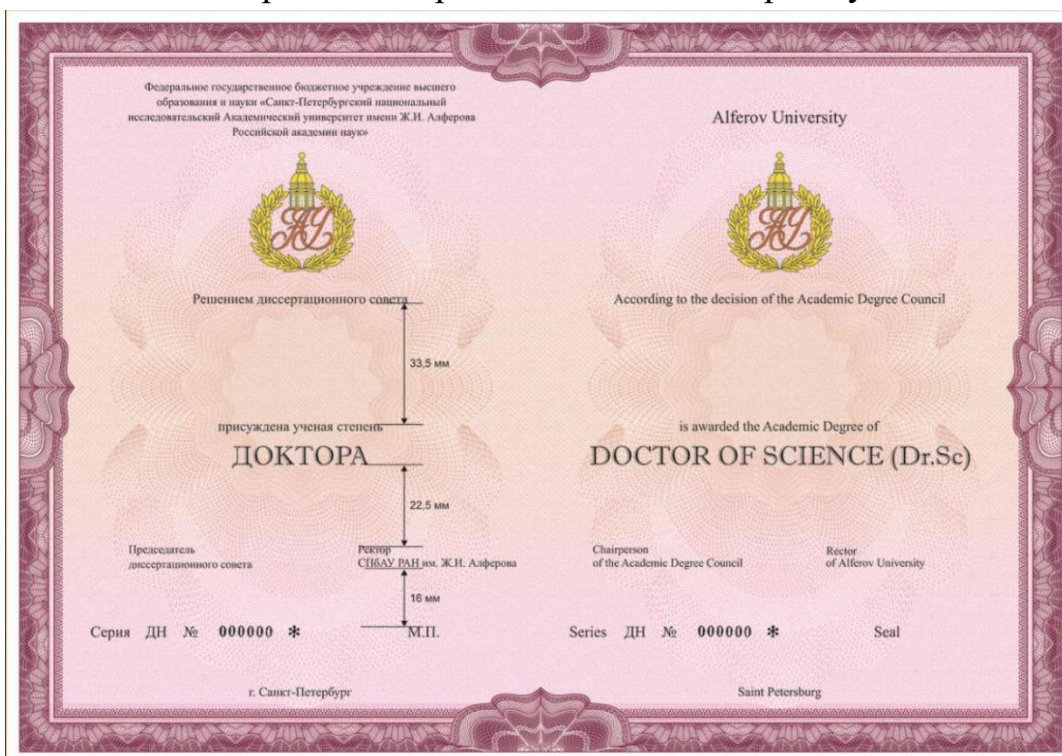 Федеральное государственное бюджетное учреждение высшего
образования и науки «Санкт-Петербургский национальный
исследовательский Академический университет имени Ж.И. Алферова
Российской академии наук»
Решением диссертационного совета
33,5 мм
присуждена ученая степень
ДОКТОРА
22,5 мм
Председатель
диссертационного совета
Ректор
СПбАУ РАН им. Ж.И. Алферова
16 мм
Серия ДН № 000000 * М.П.
г. Санкт-Петербург
Alferov University
According to the decision of the Academic Degree Council
is awarded the Academic Degree of
DOCTOR OF SCIENCE (Dr.Sc)
Chairperson
of the Academic Degree Council
Rector
of Alferov University
Series ДН № 000000 * Seal
Saint Petersburg